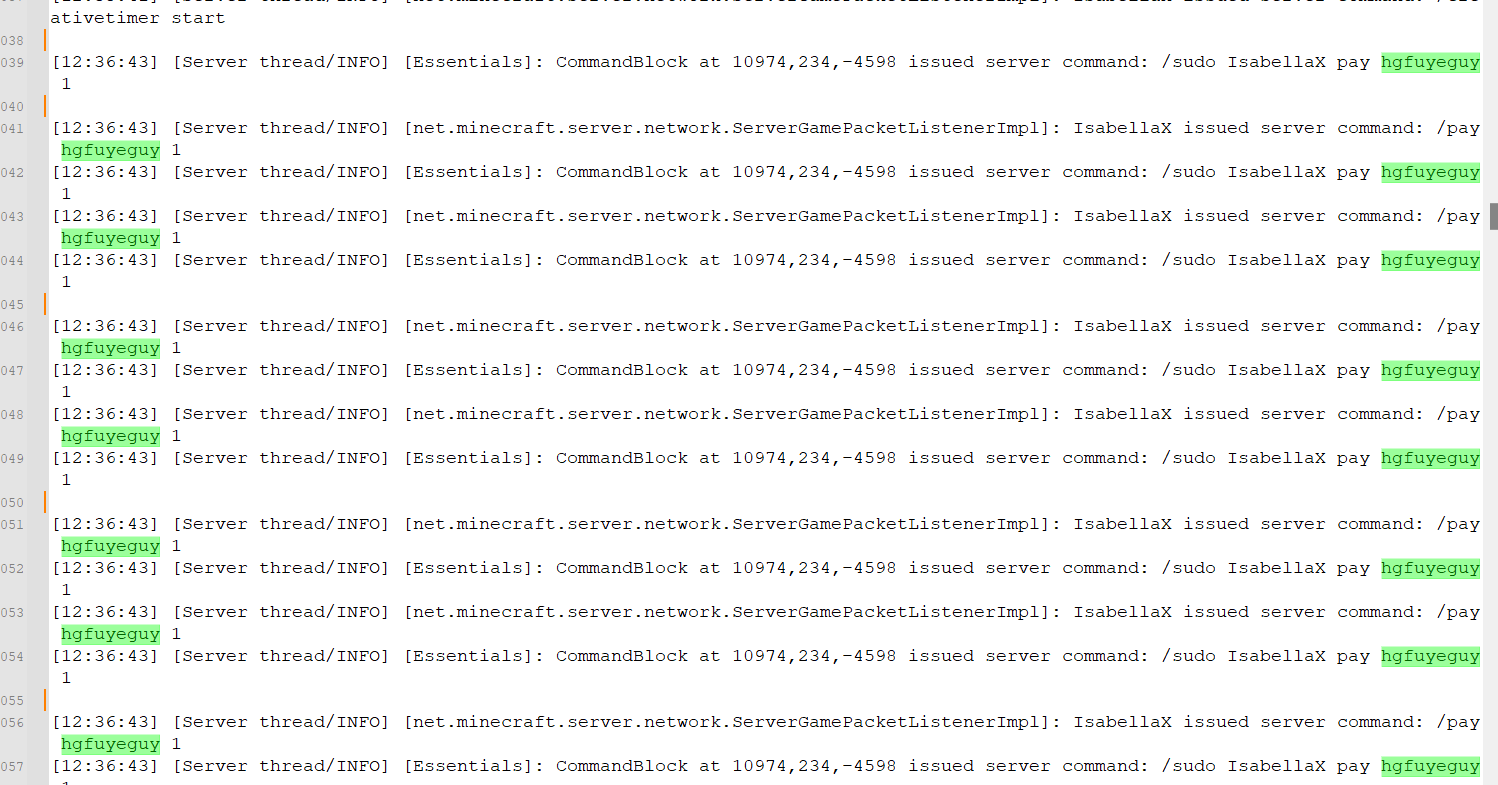 ativetimer start
038
039 [12:36:43] [Server thread/INFO] [Essentials]: CommandBlock at 10974,234,-4598 issued server command: /sudo IsabellaX pay hgfuyeguy
1
040
041 [12:36:43] [Server thread/INFO] [net.minecraft.server.network.ServerGamePacketListenerImpl]: IsabellaX issued server command: /pay
hgfuyeguy 1
042 [12:36:43] [Server thread/INFO] [Essentials]: CommandBlock at 10974,234,-4598 issued server command: /sudo IsabellaX pay hgfuyeguy
1
043 [12:36:43] [Server thread/INFO] [net.minecraft.server.network.ServerGamePacketListenerImpl]: IsabellaX issued server command: /pay
hgfuyeguy 1
044 [12:36:43] [Server thread/INFO] [Essentials]: CommandBlock at 10974,234,-4598 issued server command: /sudo IsabellaX pay hgfuyeguy
1
045
046 [12:36:43] [Server thread/INFO] [net.minecraft.server.network.ServerGamePacketListenerImpl]: IsabellaX issued server command: /pay
hgfuyeguy 1
047 [12:36:43] [Server thread/INFO] [Essentials]: CommandBlock at 10974,234,-4598 issued server command: /sudo IsabellaX pay hgfuyeguy
1
048 [12:36:43] [Server thread/INFO] [net.minecraft.server.network.ServerGamePacketListenerImpl]: IsabellaX issued server command: /pay
hgfuyeguy 1
049 [12:36:43] [Server thread/INFO] [Essentials]: CommandBlock at 10974,234,-4598 issued server command: /sudo IsabellaX pay hgfuyeguy
1
050
051 [12:36:43] [Server thread/INFO] [net.minecraft.server.network.ServerGamePacketListenerImpl]: IsabellaX issued server command: /pay
hgfuyeguy 1
052 [12:36:43] [Server thread/INFO] [Essentials]: CommandBlock at 10974,234,-4598 issued server command: /sudo IsabellaX pay hgfuyeguy
1
053 [12:36:43] [Server thread/INFO] [net.minecraft.server.network.ServerGamePacketListenerImpl]: IsabellaX issued server command: /pay
hgfuyeguy 1
054 [12:36:43] [Server thread/INFO] [Essentials]: CommandBlock at 10974,234,-4598 issued server command: /sudo IsabellaX pay hgfuyeguy
1
055
056 [12:36:43] [Server thread/INFO] [net.minecraft.server.network.ServerGamePacketListenerImpl]: IsabellaX issued server command: /pay
hgfuyeguy 1
057 [12:36:43] [Server thread/INFO] [Essentials]: CommandBlock at 10974,234,-4598 issued server command: /sudo IsabellaX pay hgfuyeguy